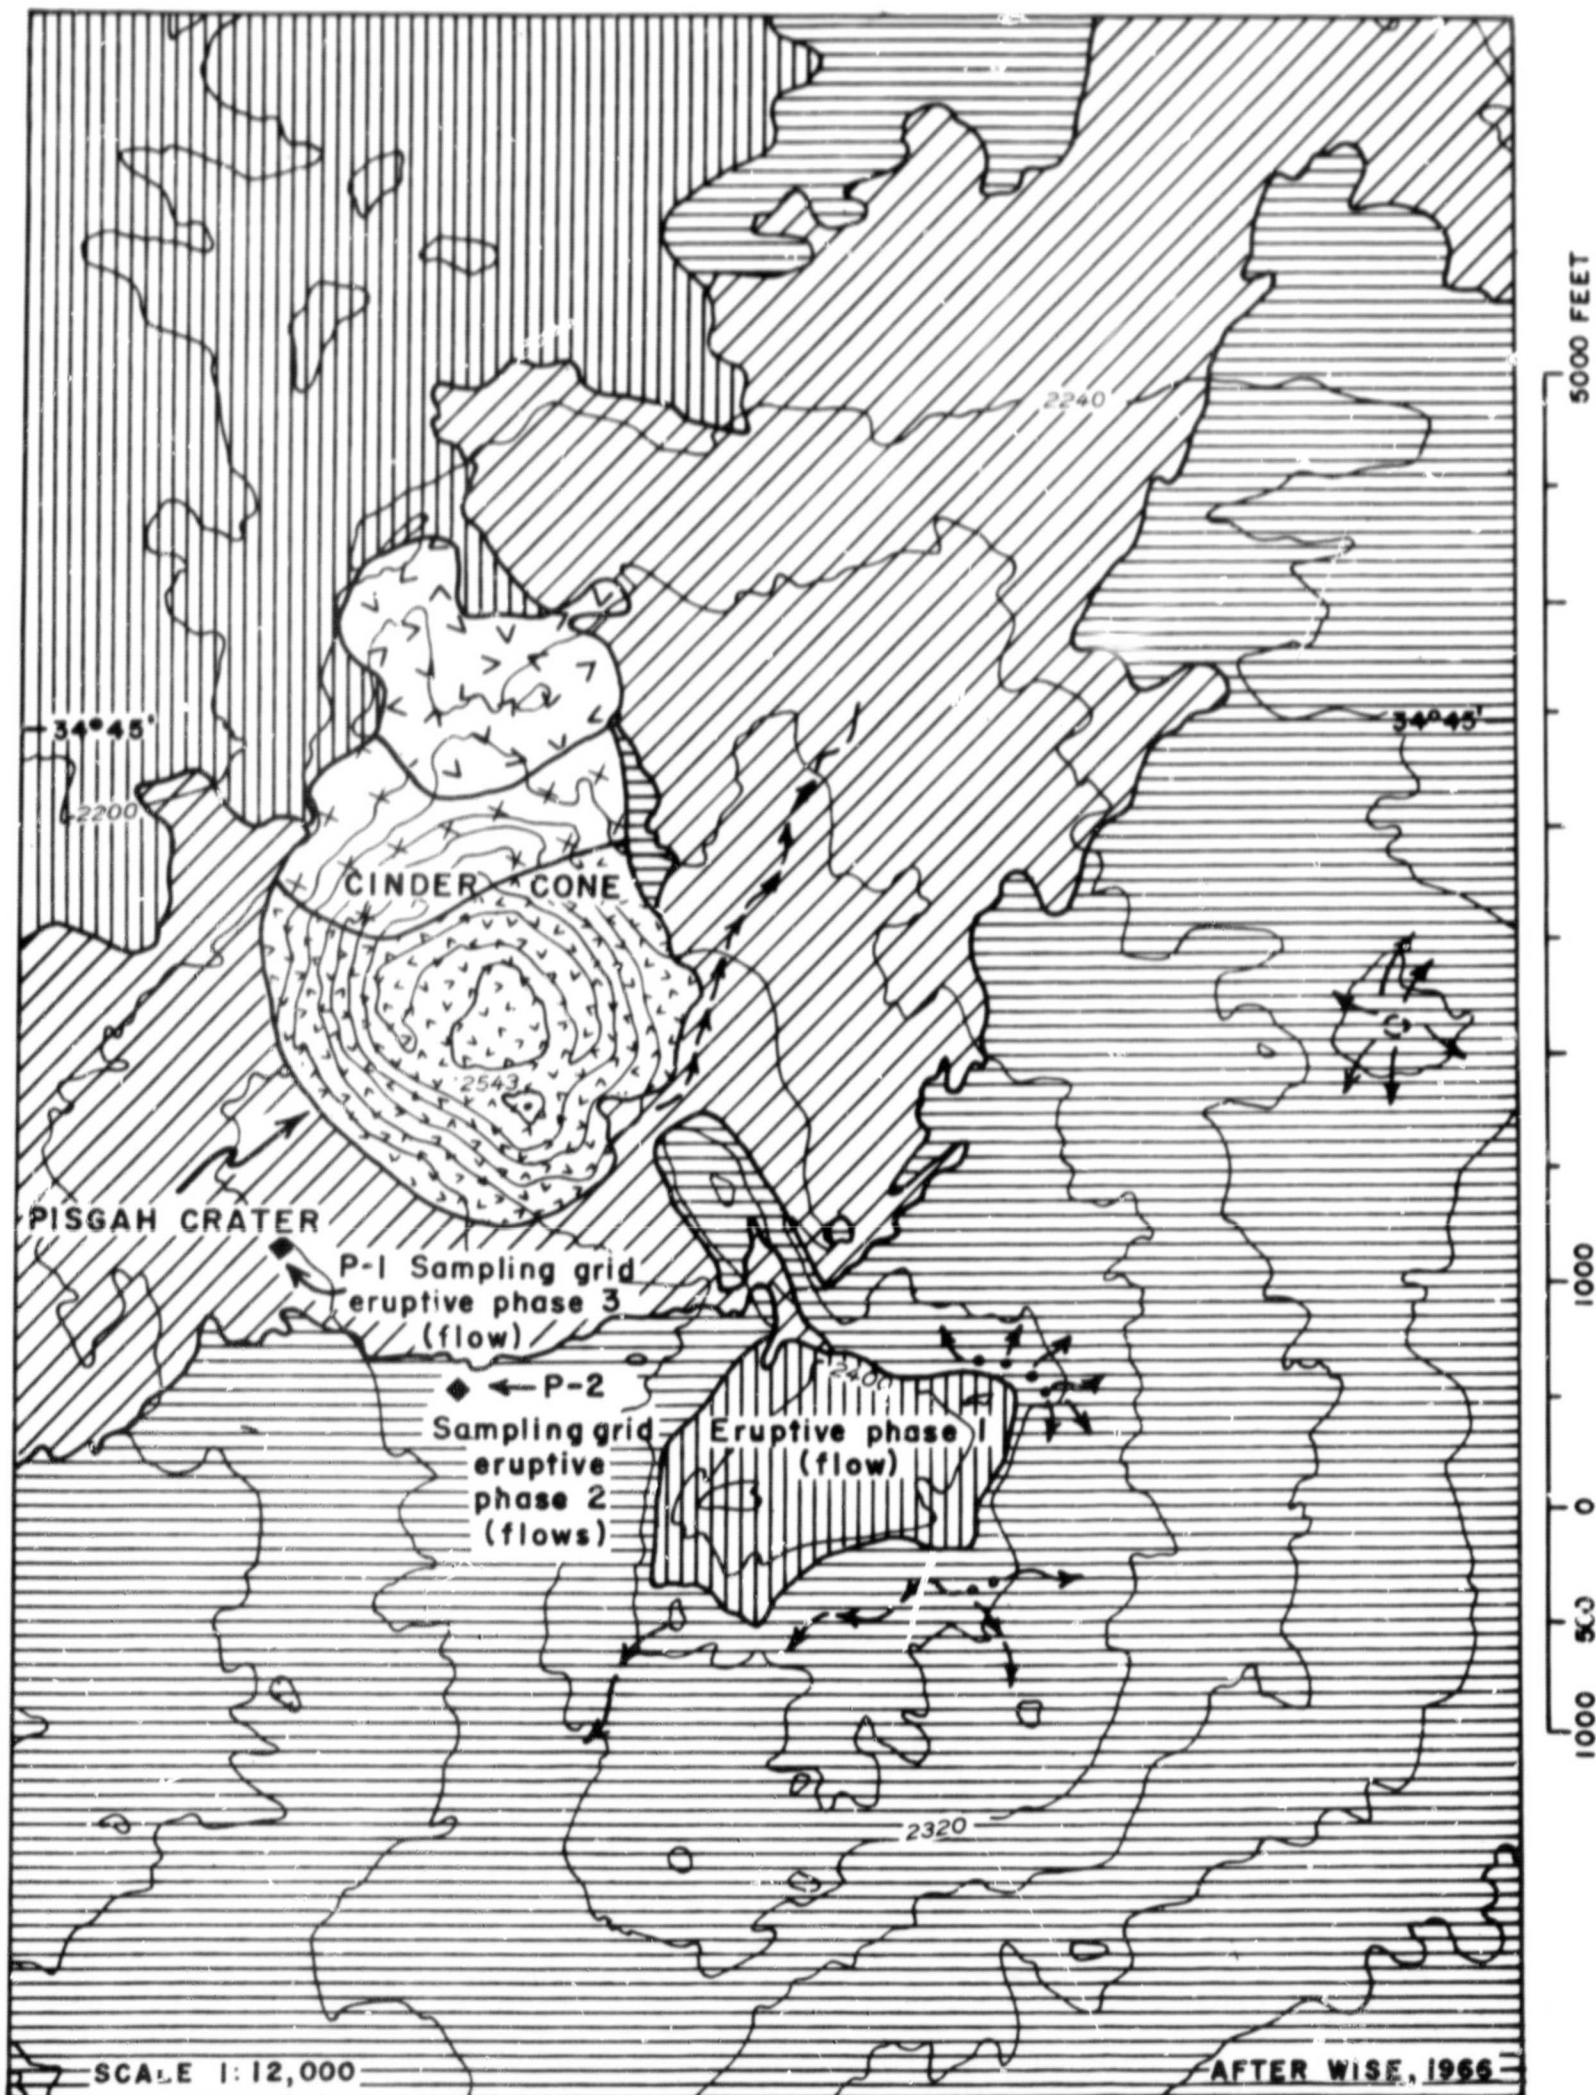 2240
5000 FEET
34°45'
34°45'
2200
CINDER CONE
2543
PISGAH CRATER
P-1 Sampling grid
eruptive phase 3
(flow)
1000
2400
P-2
Sampling grid
eruptive
phase 2
(flows)
Eruptive phase 1
(flow)
0
500
1000
2320
SCALE 1:12,000
AFTER WISE, 1966